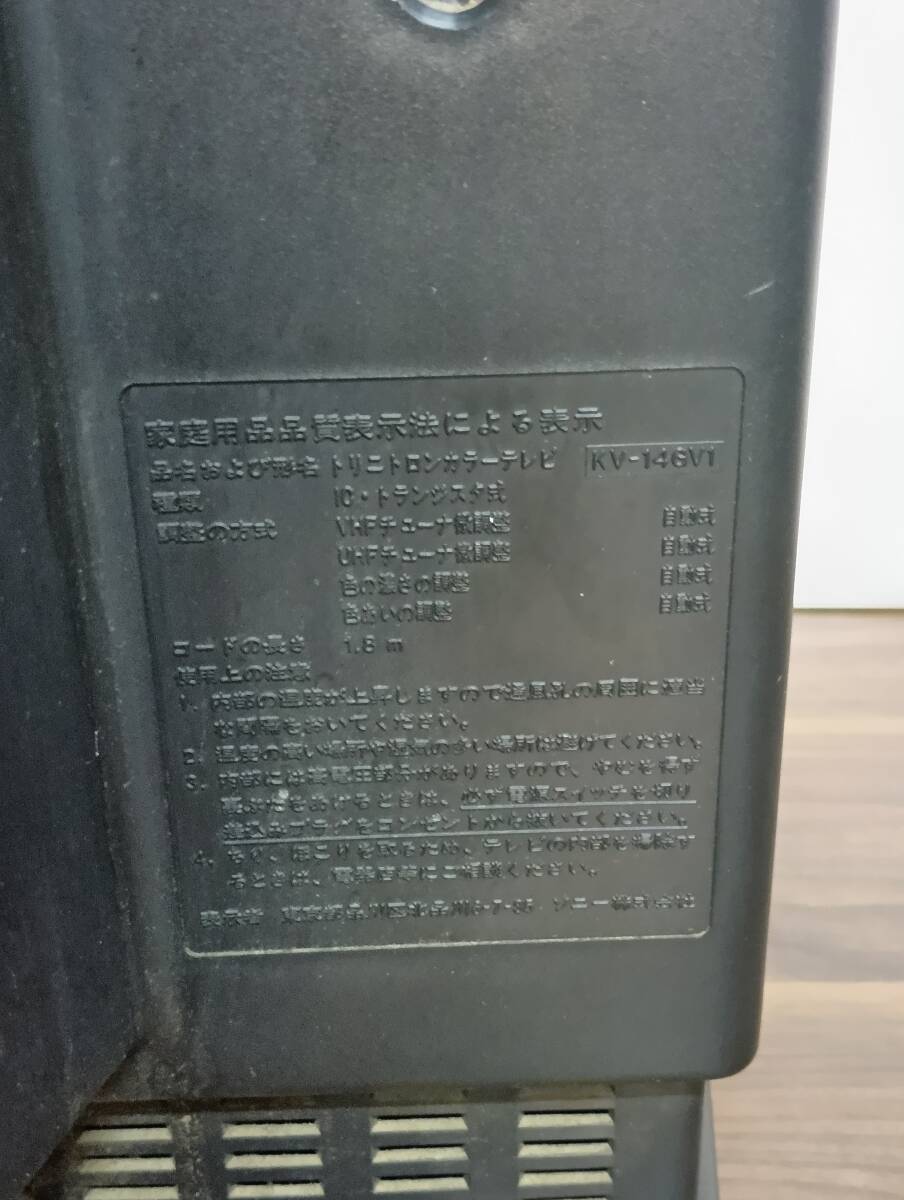 家庭用品品質表示法による表示
品名および形名 トリニトロンカラーテレビ KV-14GV1
種類 IC・トランジスタ式
調整の方式 VHFチューナ微調整 自動式
UHFチューナ微調整 自動式
色の濃さの調整 自動式
色あいの調整 自動式
コードの長さ 1.8 m
使用上の注意
1. 内部の温度が上昇しますので通風孔の周囲に適当
な間隔をおいてください。
2. 温度の高い場所や湿気の多い場所は避けてください。
3. 内部には高電圧部分がありますので、やむを得ず
裏ぶたをあけるときは、必ず電源スイッチを切り
差込みプラグをコンセントから抜いてください。
4. ちり、ほこりを取るため、テレビの内部を掃除す
るときは、電器店等にご相談ください。
表示者 東京都品川区北品川6-7-35 ソニー株式会社